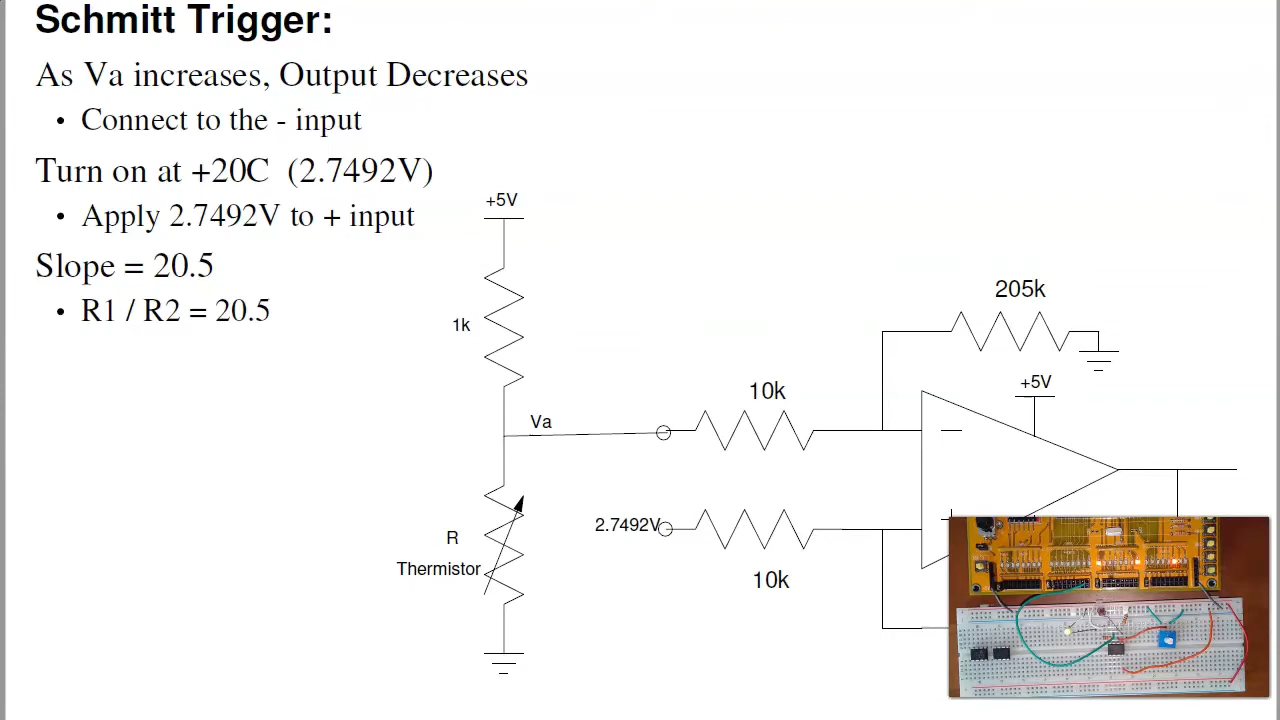 Schmitt Trigger:
As Va increases, Output Decreases
• Connect to the - input
Turn on at +20C (2.7492V)
• Apply 2.7492V to + input
Slope = 20.5
• R1 / R2 = 20.5
+5V
1k
Va
R
Thermistor
205k
+5V
10k
2.7492V
10k